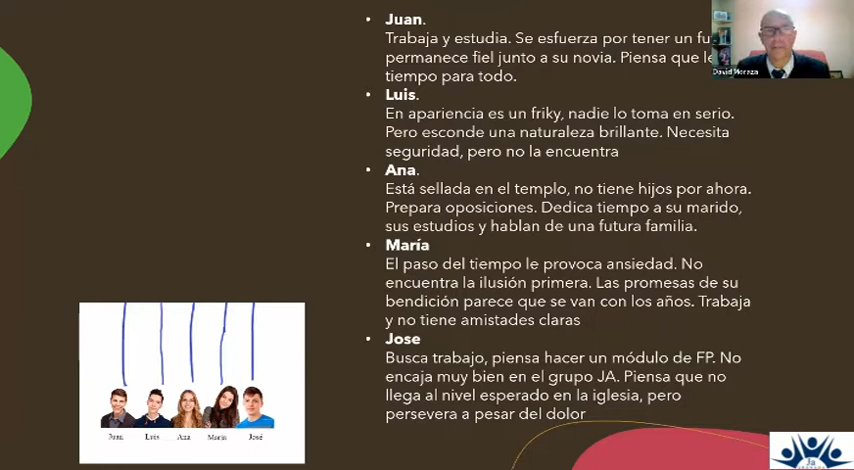 Juan.
Trabaja y estudia. Se esfuerza por tener un fu
permanece fiel junto a su novia. Piensa que
tiempo para todo.
Luis.
En apariencia es un friky, nadie lo toma en serio.
Pero esconde una naturaleza brillante. Necesita
seguridad, pero no la encuentra
Ana.
Está sellada en el templo, no tiene hijos por ahora.
Prepara oposiciones. Dedica tiempo a su marido,
sus estudios y hablan de una futura familia.
María
El paso del tiempo le provoca ansiedad. No
encuentra la ilusión primera. Las promesas de su
bendición parece que se van con los años. Trabaja
y no tiene amistades claras
Jose
Busca trabajo, piensa hacer un módulo de FP. No
encaja muy bien en el grupo JA. Piensa que no
llega al nivel esperado en la iglesia, pero
persevera a pesar del dolor
David Moraza
Juan Luis Ana María José
Ja